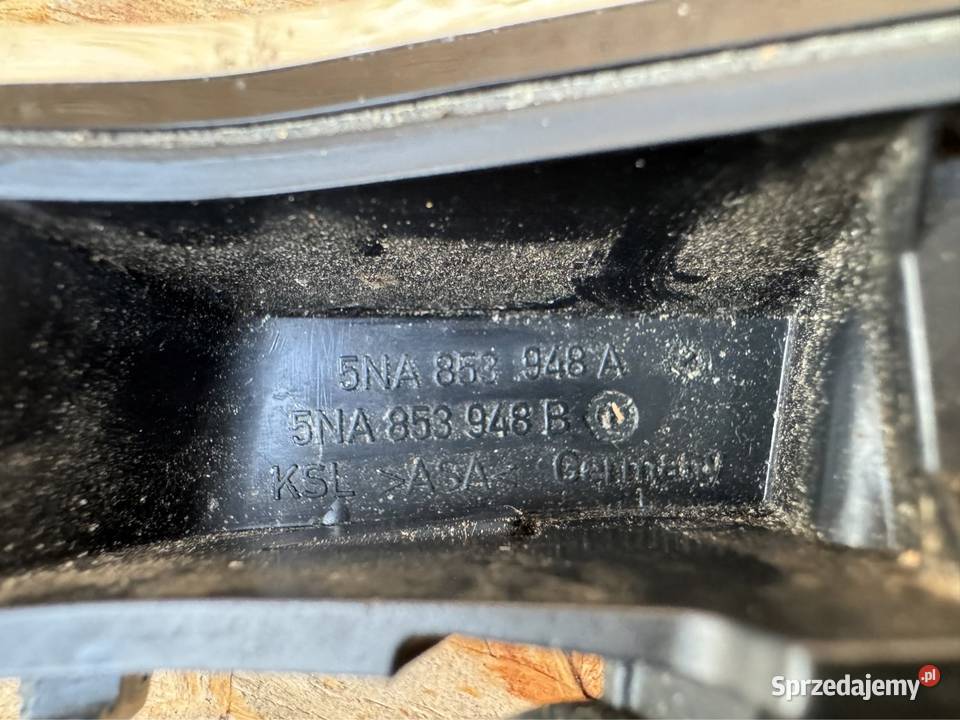 5NA 853 948 A
5NA 853 948 B
KSL >ASA< Germany
Sprzedajemy.pl